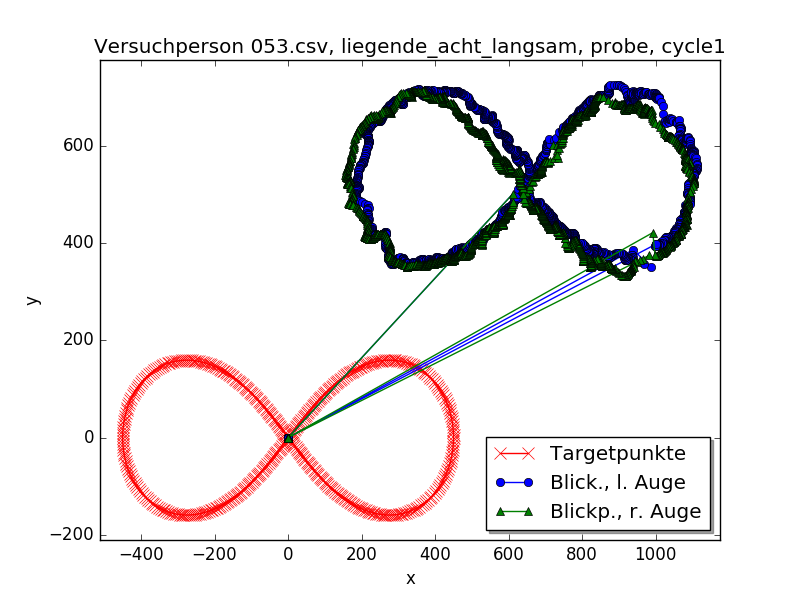 Versuchperson 053.csv, liegende_acht_langsam, probe, cycle1
y
600
400
200
0
−200
−400
−200
0
200
400
600
800
1000
x
Targetpunkte
Blick., l. Auge
Blickp., r. Auge